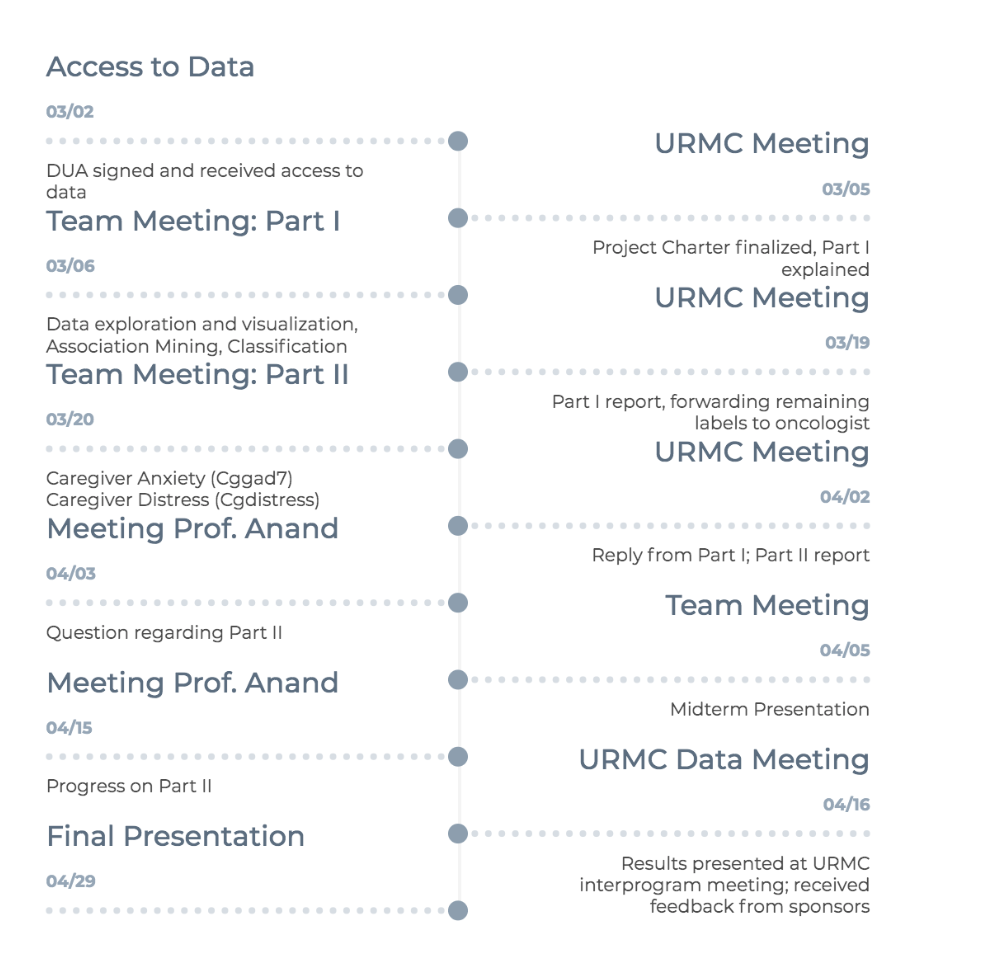 Access to Data
03/02
DUA signed and received access to
data
URMC Meeting
03/05
Project Charter finalized, Part I
explained
Team Meeting: Part I
03/06
Data exploration and visualization,
Association Mining, Classification
URMC Meeting
03/19
Part I report, forwarding remaining
labels to oncologist
Team Meeting: Part II
03/20
Caregiver Anxiety (Cggad7)
Caregiver Distress (Cgdistress)
URMC Meeting
04/02
Reply from Part I; Part II report
Meeting Prof. Anand
04/03
Question regarding Part II
Team Meeting
04/05
Midterm Presentation
Meeting Prof. Anand
04/15
Progress on Part II
URMC Data Meeting
04/16
Results presented at URMC
interprogram meeting; received
feedback from sponsors
Final Presentation
04/29